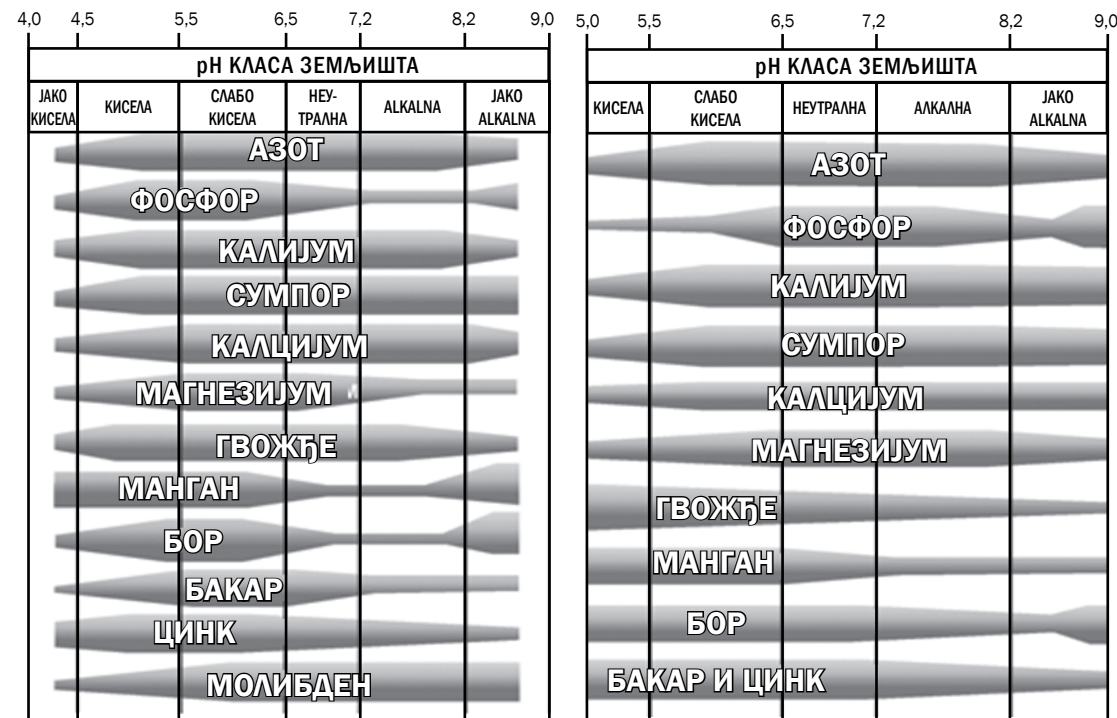 4,0 4,5 5,5 6,5 7,2 8,2 9,0
pH КЛАСА ЗЕМЉИШТА
ЈАКО КИСЕЛА
КИСЕЛА
СЛАБО КИСЕЛА
НЕУ-
ТРАЛНА
ALKALNA
ЈАКО ALKALNA
АЗОТ
ФОСФОР
КАЛИЈУМ
СУМПОР
КАЛЦИЈУМ
МАГНЕЗИЈУМ
ГВОЖЂЕ
МАНГАН
БОР
БАКАР
ЦИНК
МОЛИБДЕН
5,0 5,5 6,5 7,2 8,2 9,0
pH КЛАСА ЗЕМЉИШТА
КИСЕЛА
СЛАБО КИСЕЛА
НЕУТРАЛНА
АЛКАЛНА
ЈАКО ALKALNA
АЗОТ
ФОСФОР
КАЛИЈУМ
СУМПОР
КАЛЦИЈУМ
МАГНЕЗИЈУМ
ГВОЖЂЕ
МАНГАН
БОР
БАКАР И ЦИНК